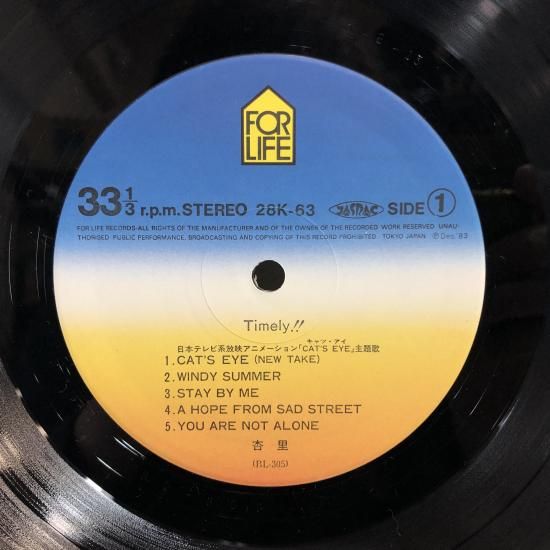 FOR
LIFE
33 1/3 r.p.m. STEREO 28K-63 JASRAC SIDE 1
FOR LIFE RECORDS-ALL RIGHTS OF THE MANUFACTURER AND OF THE OWNER OF THE RECORDED WORK RESERVED UNAU-
THORISED PUBLIC PERFORMANCE, BROADCASTING AND COPYING OF THIS RECORD PROHIBITED. TOKYO JAPAN ℗Dec.'83
Timely!!
キャッツ・アイ
日本テレビ系放映アニメーション「CAT'S EYE」主題歌
1. CAT'S EYE (NEW TAKE)
2. WINDY SUMMER
3. STAY BY ME
4. A HOPE FROM SAD STREET
5. YOU ARE NOT ALONE
杏里
(BL-305)